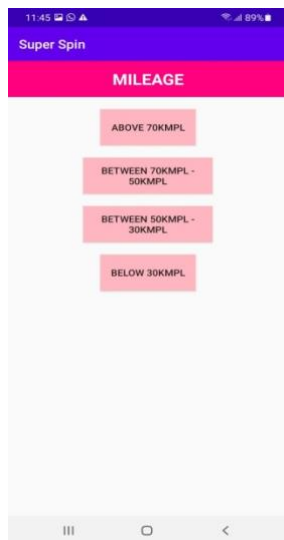 11:45 89%
Super Spin
MILEAGE
ABOVE 70KMPL
BETWEEN 70KMPL -
50KMPL
BETWEEN 50KMPL -
30KMPL
BELOW 30KMPL